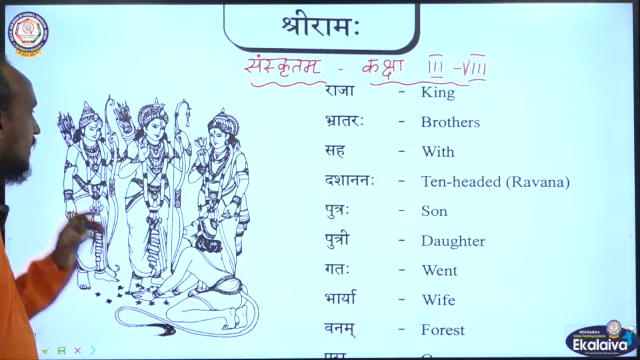 श्रीरामः
संस्कृतम - कक्षा III - VIII
राजा - King
भ्रातरः - Brothers
सह - With
दशाननः - Ten-headed (Ravana)
पुत्रः - Son
पुत्री - Daughter
गतः - Went
भार्या - Wife
वनम् - Forest
Ekalaiva